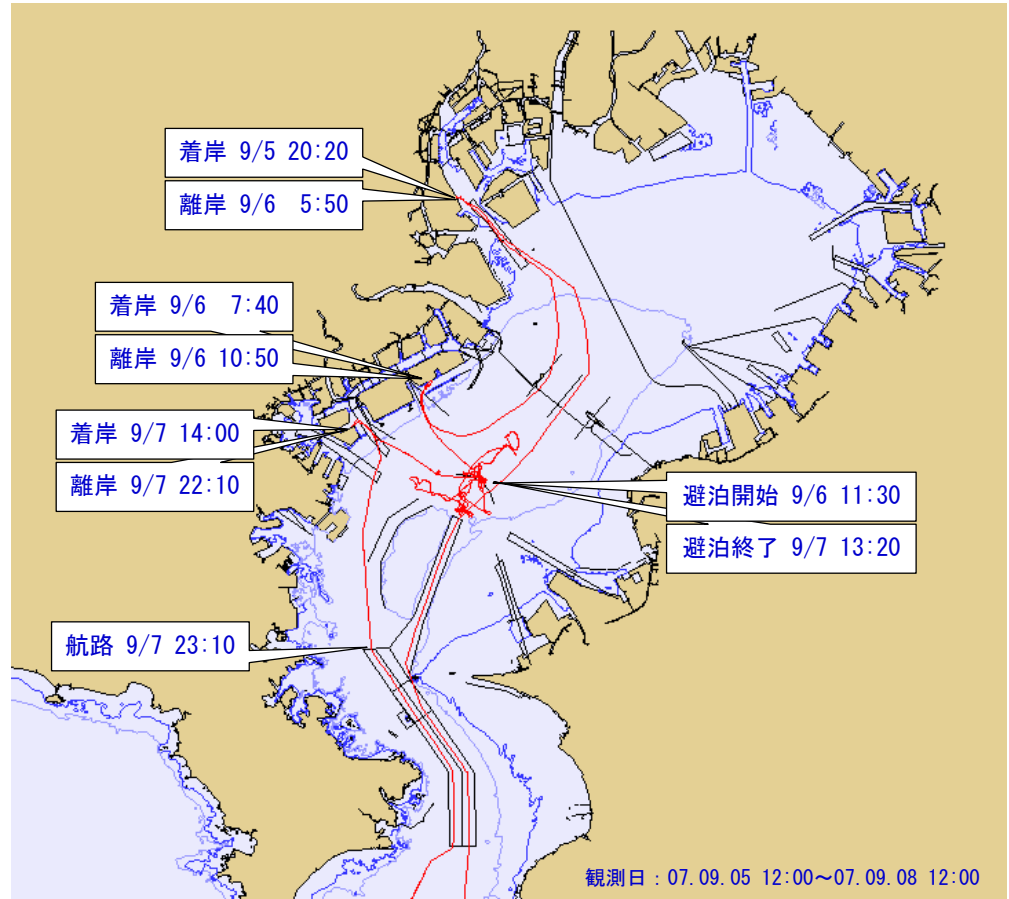 着岸 9/5 20:20
離岸 9/6 5:50
着岸 9/6 7:40
離岸 9/6 10:50
着岸 9/7 14:00
離岸 9/7 22:10
避泊開始 9/6 11:30
避泊終了 9/7 13:20
航路 9/7 23:10
観測日：07.09.05 12:00～07.09.08 12:00